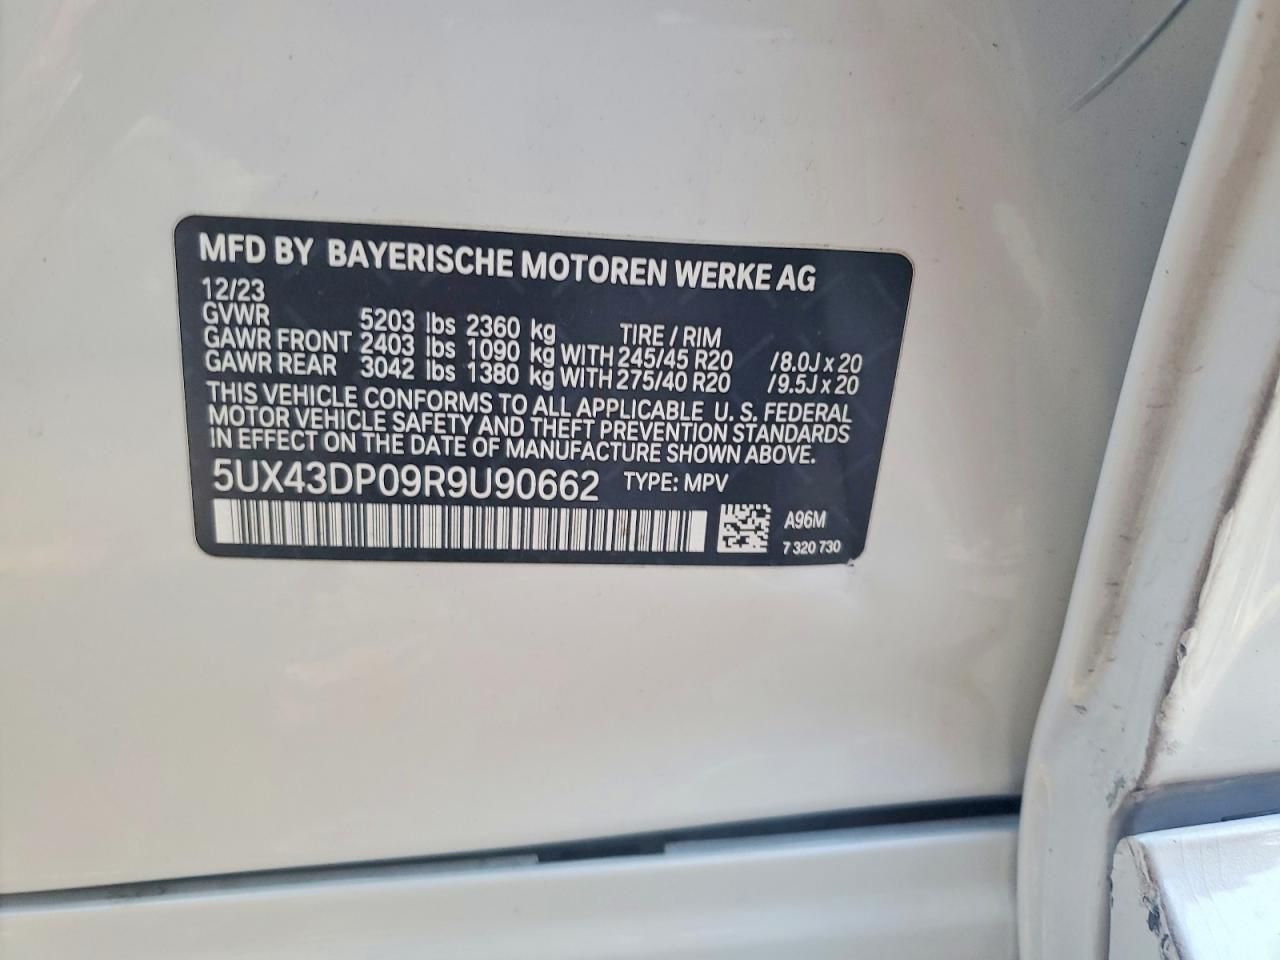 MFD BY BAYERISCHE MOTOREN WERKE AG
12/23
GVWR 5203 lbs 2360 kg TIRE / RIM
GAWR FRONT 2403 lbs 1090 kg WITH 245/45 R20 /8.0J x 20
GAWR REAR 3042 lbs 1380 kg WITH 275/40 R20 /9.5J x 20
THIS VEHICLE CONFORMS TO ALL APPLICABLE U. S. FEDERAL
MOTOR VEHICLE SAFETY AND THEFT PREVENTION STANDARDS
IN EFFECT ON THE DATE OF MANUFACTURE SHOWN ABOVE.
5UX43DP09R9U90662 TYPE: MPV
A96M
7 320 730